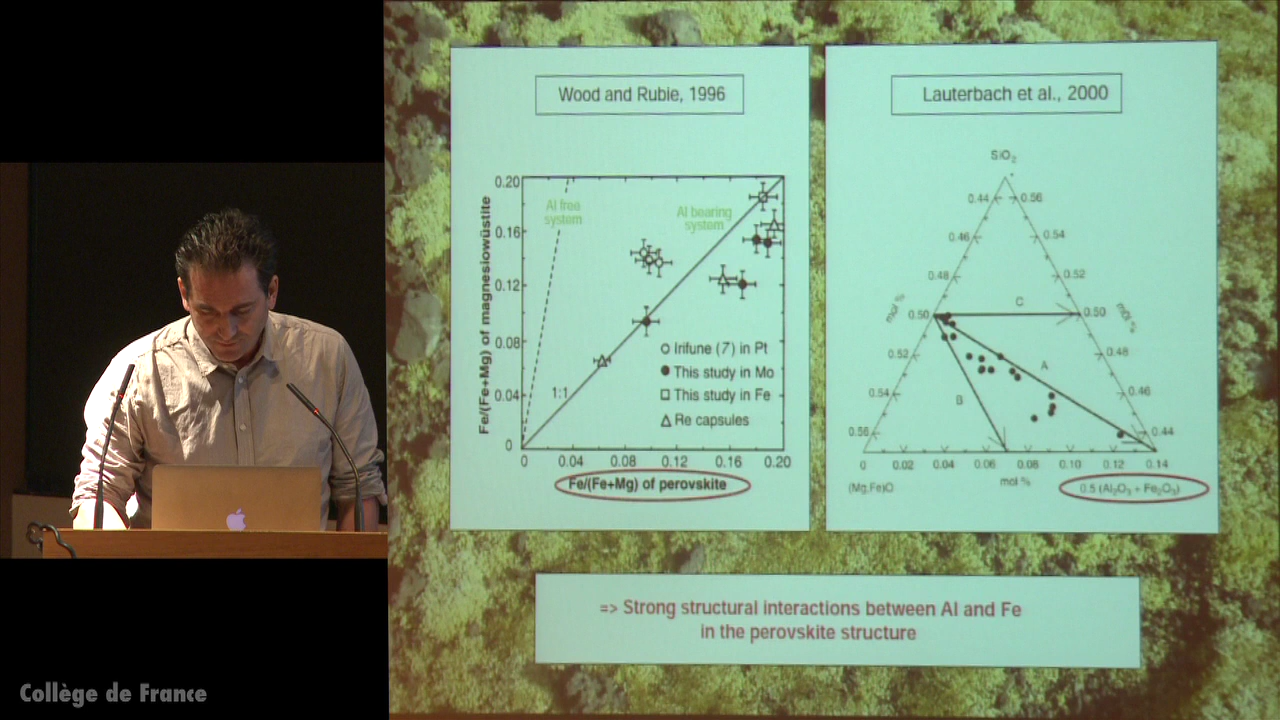 Wood and Rubie, 1996
Fe/(Fe+Mg) of magnesiowüstite
0.20
0.16
0.12
0.08
0.04
0
Al free
system
Al bearing
system
1:1
Irifune (7) in Pt
This study in Mo
This study in Fe
Re capsules
0 0.04 0.08 0.12 0.16 0.20
Fe/(Fe+Mg) of perovskite
Lauterbach et al., 2000
SiO₂
0.44 0.56
0.46 0.54
0.48 0.52
mol % C mol %
0.50 0.50
0.52 0.48
A
0.54 B 0.46
0.56 0.44
0 0.02 0.04 0.06 0.08 0.10 0.12 0.14
(Mg,Fe)O mol % 0.5 (Al₂O₃ + Fe₂O₃)
=> Strong structural interactions between Al and Fe
in the perovskite structure
Collège de France